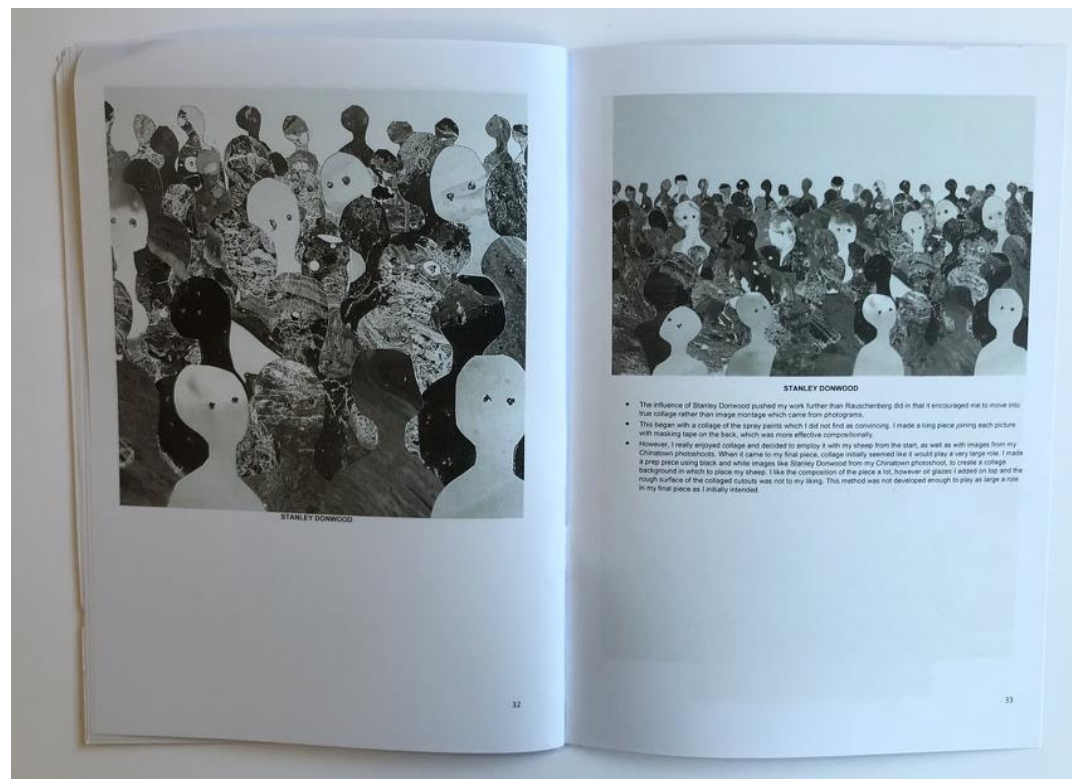 STANLEY DONWOOD
32
STANLEY DONWOOD
• The influence of Stanley Donwood pushed my work further than Rauschenberg did in that it encouraged me to move into
true collage rather than image montage which came from photograms.
• This began with a collage of the spray paints which I did not find as convincing. I made a long piece joining each picture
with masking tape on the back, which was more effective compositionally.
• However, I really enjoyed collage and decided to employ it with my sheep from the start, as well as with images from my
Chinatown photoshoots. When it came to my final piece, collage initially seemed like it would play a very large role. I made
a prep piece using black and white images like Stanley Donwood from my Chinatown photoshoot, to create a collage
background in which to place my sheep. I like the composition of the piece a lot, however oil glazes I added on top and the
rough surface of the collaged cutouts was not to my liking. This method was not developed enough to play as large a role
in my final piece as I initially intended.
33